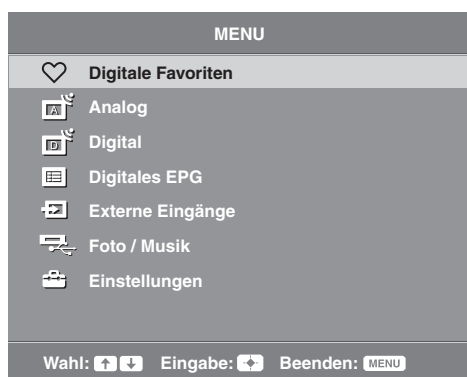 MENU
Digitale Favoriten
A Analog
D Digital
Digitales EPG
Externe Eingänge
Foto / Musik
Einstellungen
Wahl: Eingabe: Beenden: MENU